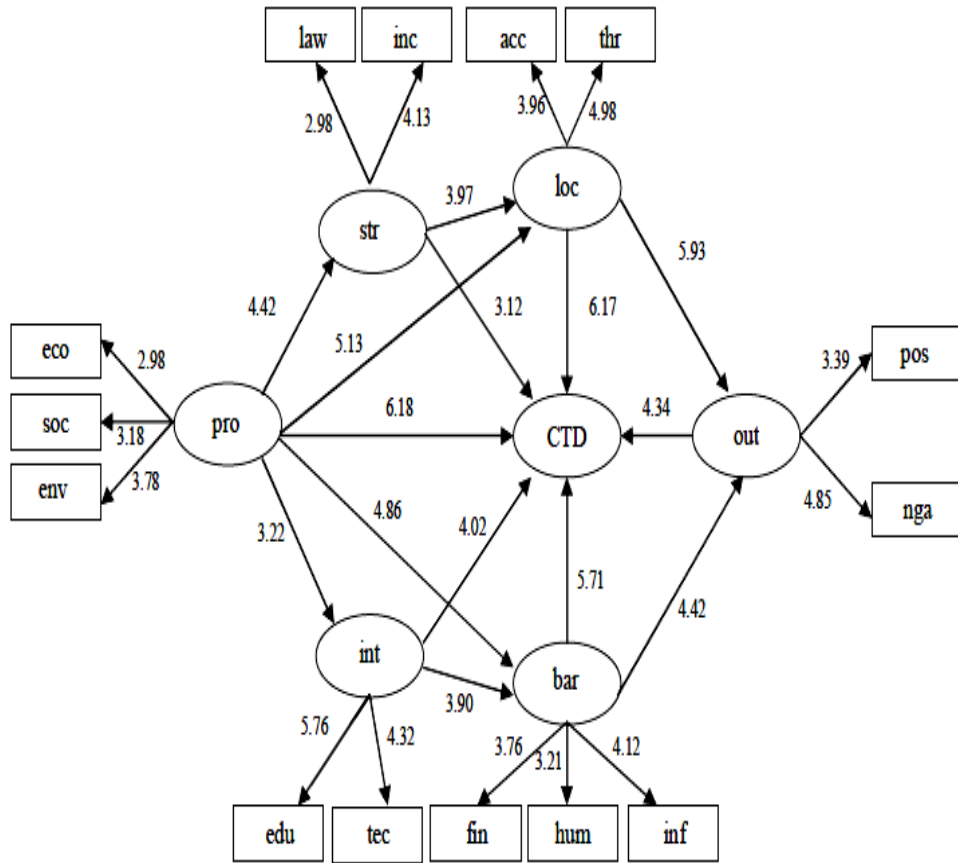 law
inc
acc
thr
2.98
4.13
3.96
4.98
str
3.97
loc
5.93
4.42
5.13
3.12
6.17
eco
2.98
soc
3.18
env
3.78
pro
6.18
CTD
4.34
out
3.39
pos
4.85
nga
3.22
4.86
4.02
5.71
4.42
int
3.90
bar
5.76
4.32
3.76
3.21
4.12
edu
tec
fin
hum
inf